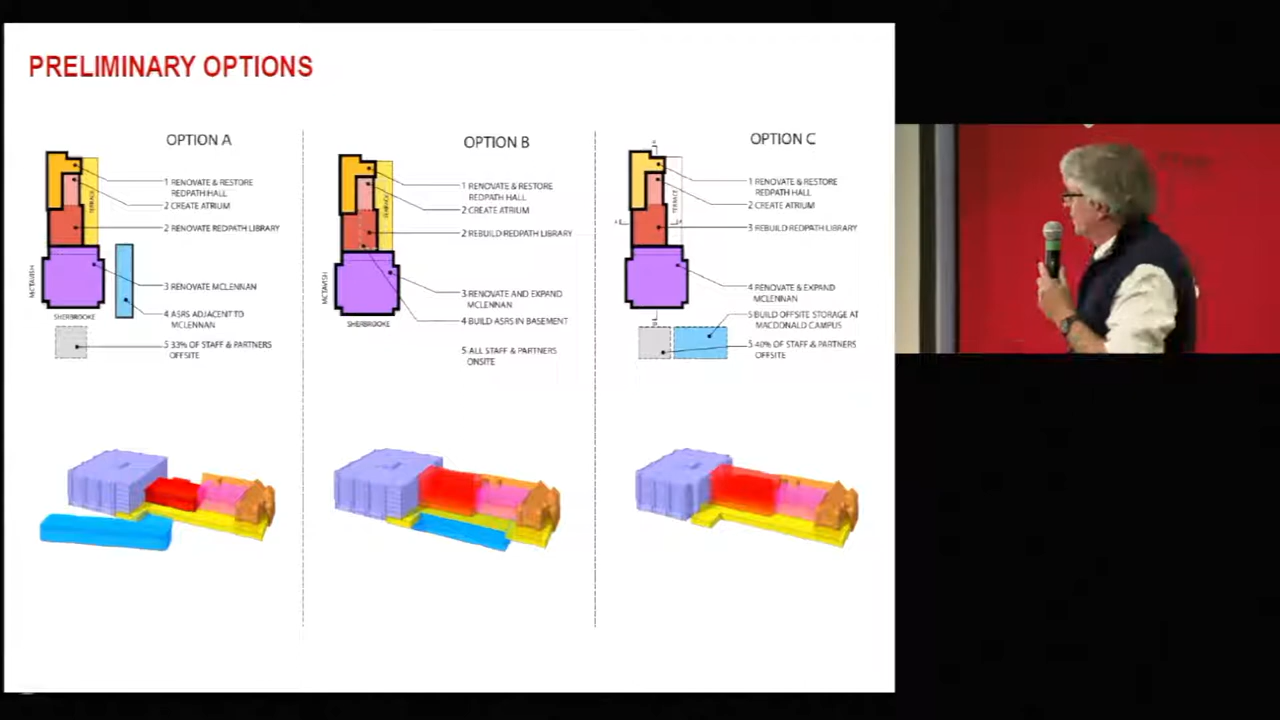 PRELIMINARY OPTIONS
OPTION A
1 RENOVATE & RESTORE
REDPATH HALL
2 CREATE ATRIUM
TERRACE
2 RENOVATE REDPATH LIBRARY
MCTAVISH
3 RENOVATE MCLENNAN
4 ASRS ADJACENT TO
MCLENNAN
SHERBROOKE
5 33% OF STAFF & PARTNERS
OFFSITE
OPTION B
1 RENOVATE & RESTORE
REDPATH HALL
2 CREATE ATRIUM
TERRACE
2 REBUILD REDPATH LIBRARY
MCTAVISH
3 RENOVATE AND EXPAND
MCLENNAN
4 BUILD ASRS IN BASEMENT
SHERBROOKE
5 ALL STAFF & PARTNERS
ONSITE
OPTION C
1 RENOVATE & RESTORE
REDPATH HALL
2 CREATE ATRIUM
TERRACE
3 REBUILD REDPATH LIBRARY
4 RENOVATE & EXPAND
MCLENNAN
5 BUILD OFFSITE STORAGE AT
MACDONALD CAMPUS
5 40% OF STAFF & PARTNERS
OFFSITE